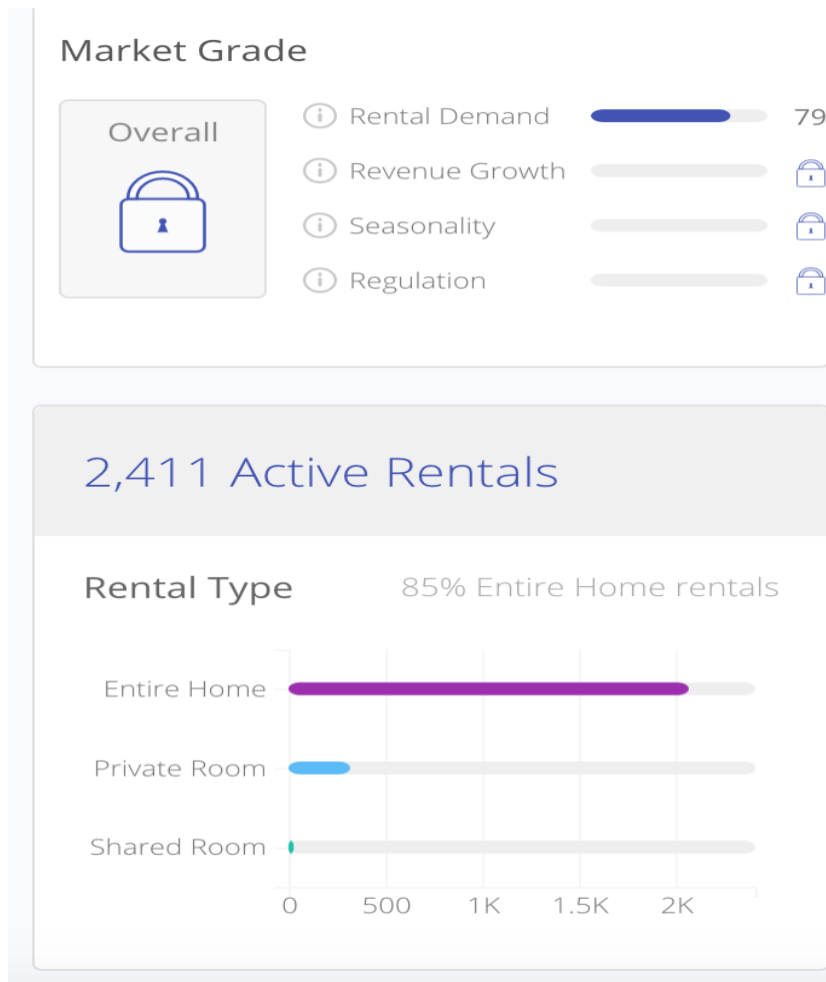 Market Grade
Overall
Rental Demand 79
Revenue Growth
Seasonality
Regulation
2,411 Active Rentals
Rental Type 85% Entire Home rentals
Entire Home
Private Room
Shared Room
0 500 1K 1.5K 2K